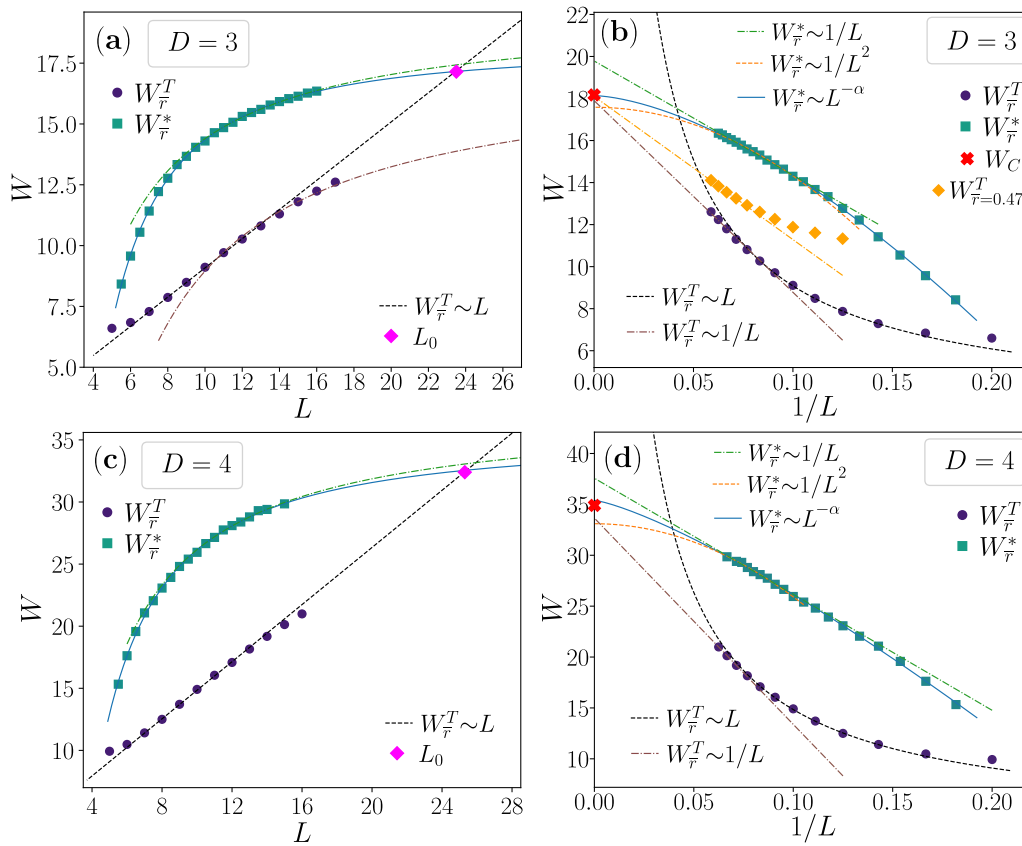 (a) D = 3
W_r̄^T
W_r̄^*
W_r̄^T ∼ L
L_0
W
17.5
15.0
12.5
10.0
7.5
5.0
4 6 8 10 12 14 16 18 20 22 24 26
L
(b) D = 3
W_r̄^* ∼ 1/L
W_r̄^* ∼ 1/L^2
W_r̄^* ∼ L^{-α}
W_r̄^T
W_r̄^*
W_C
W_{r̄=0.47}^T
W_r̄^T ∼ L
W_r̄^T ∼ 1/L
W
22
20
18
16
14
12
10
8
6
0.00 0.05 0.10 0.15 0.20
1/L
(c) D = 4
W_r̄^T
W_r̄^*
W_r̄^T ∼ L
L_0
W
35
30
25
20
15
10
4 8 12 16 20 24 28
L
(d) D = 4
W_r̄^* ∼ 1/L
W_r̄^* ∼ 1/L^2
W_r̄^* ∼ L^{-α}
W_r̄^T
W_r̄^*
W_r̄^T ∼ L
W_r̄^T ∼ 1/L
W
40
35
30
25
20
15
10
0.00 0.05 0.10 0.15 0.20
1/L